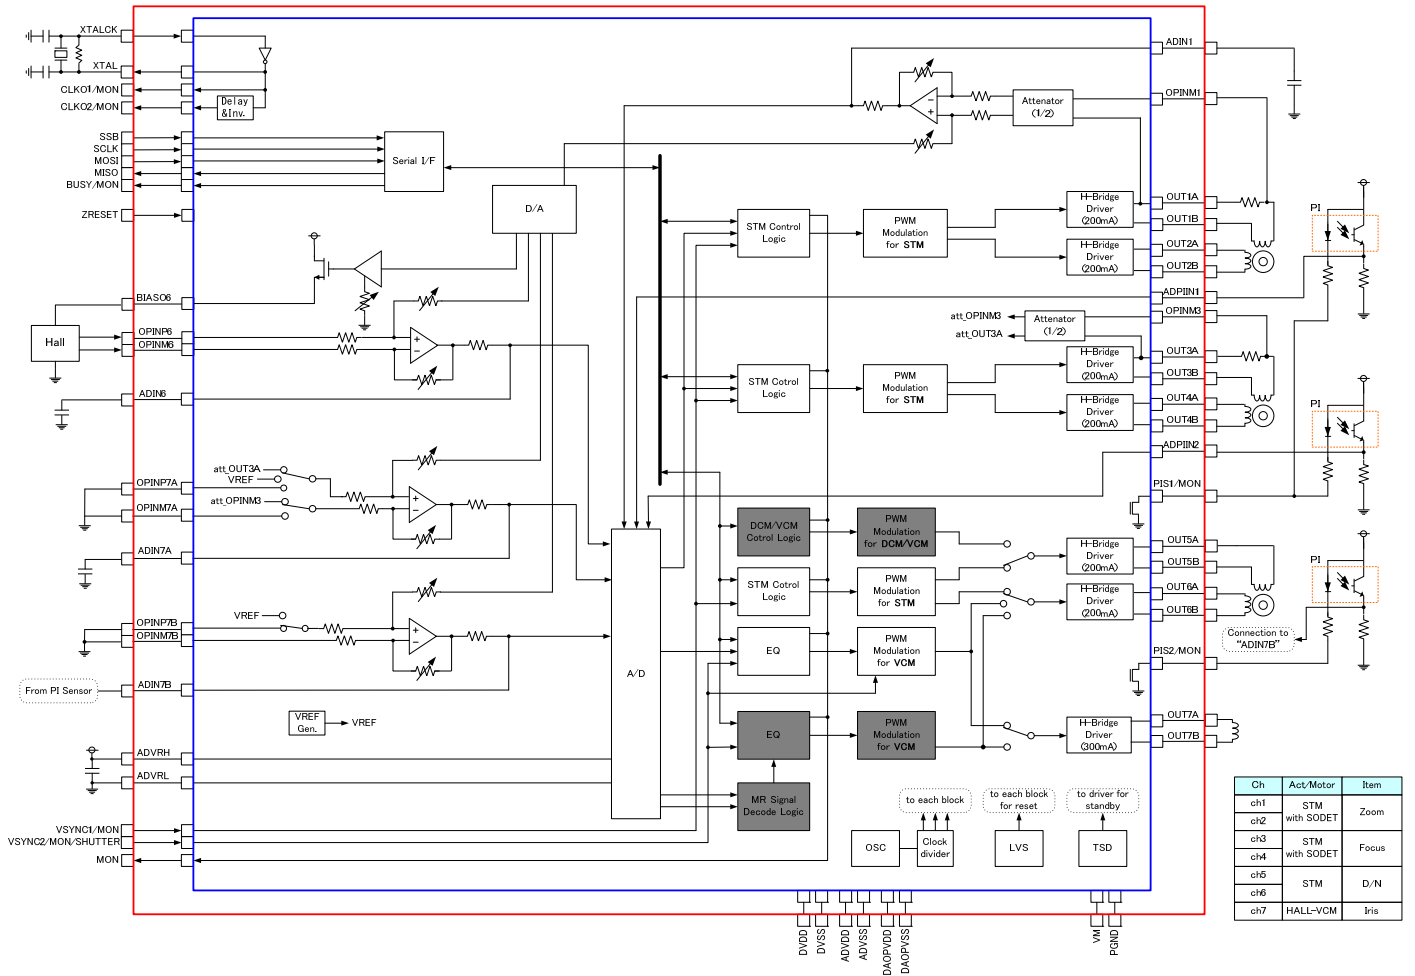 XTALCK
XTAL
CLKO1/MON
CLKO2/MON
Delay
&Inv.
SSB
SCLK
MOSI
MISO
BUSY/MON
Serial I/F
ZRESET
D/A
BIASO6
Hall
OPINP6
OPINM6
ADIN6
att_OUT3A
VREF
OPINP7A
att_OPINM3
OPINM7A
ADIN7A
VREF
OPINP7B
OPINM7B
From PI Sensor
ADIN7B
VREF
Gen.
VREF
ADVRH
ADVRL
VSYNC1/MON
VSYNC2/MON/SHUTTER
MON
A/D
ADIN1
OPINM1
Attenator
(1/2)
STM Control
Logic
PWM
Modulation
for STM
H-Bridge
Driver
(200mA)
H-Bridge
Driver
(200mA)
OUT1A
OUT1B
OUT2A
OUT2B
PI
ADPIIN1
OPINM3
att_OPINM3
att_OUT3A
Attenator
(1/2)
STM Cotrol
Logic
PWM
Modulation
for STM
H-Bridge
Driver
(200mA)
H-Bridge
Driver
(200mA)
OUT3A
OUT3B
OUT4A
OUT4B
PI
ADPIIN2
PIS1/MON
DCM/VCM
Cotrol Logic
PWM
Modulation
for DCM/VCM
STM Cotrol
Logic
PWM
Modulation
for STM
H-Bridge
Driver
(200mA)
H-Bridge
Driver
(200mA)
OUT5A
OUT5B
OUT6A
OUT6B
PI
Connection to
“ADIN7B”
EQ
PWM
Modulation
for VCM
PIS2/MON
EQ
PWM
Modulation
for VCM
H-Bridge
Driver
(300mA)
OUT7A
OUT7B
MR Signal
Decode Logic
to each block
to each block
for reset
to driver for
standby
OSC
Clock
divider
LVS
TSD
DVDD
DVSS
ADVDD
ADVSS
DAOPVDD
DAOPVSS
VM
PGND
Ch Act/Motor Item
ch1
ch2
STM
with SODET
Zoom
ch3
ch4
STM
with SODET
Focus
ch5
ch6
STM
D/N
ch7 HALL-VCM Iris